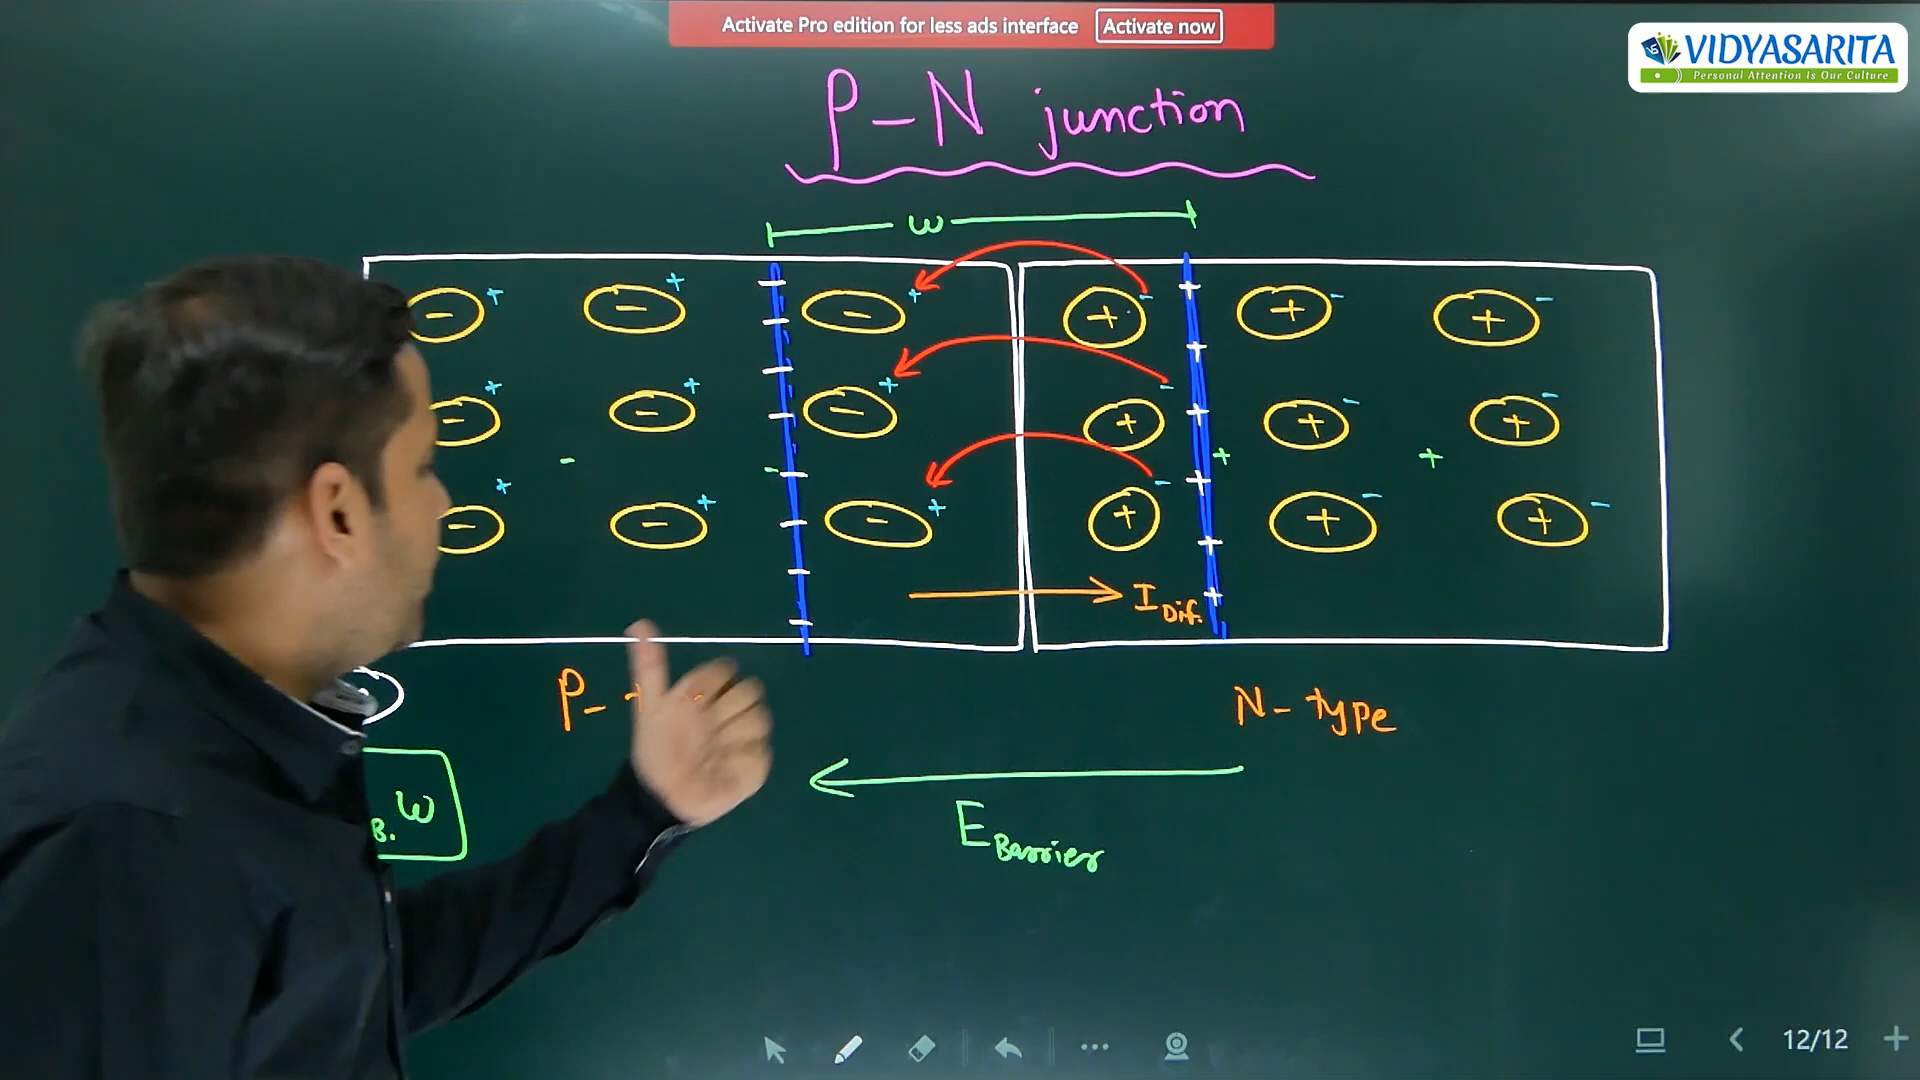 Activate Pro edition for less ads interface Activate now
VIDYASARITA
Personal Attention Is Our Culture
P-N junction
w
- + - + - + + - + - + -
- + - + - + + - + - + -
- - + +
- + - + - + + - + - + -
I Dif.
P- N- type
B. w
E Barrier
12/12